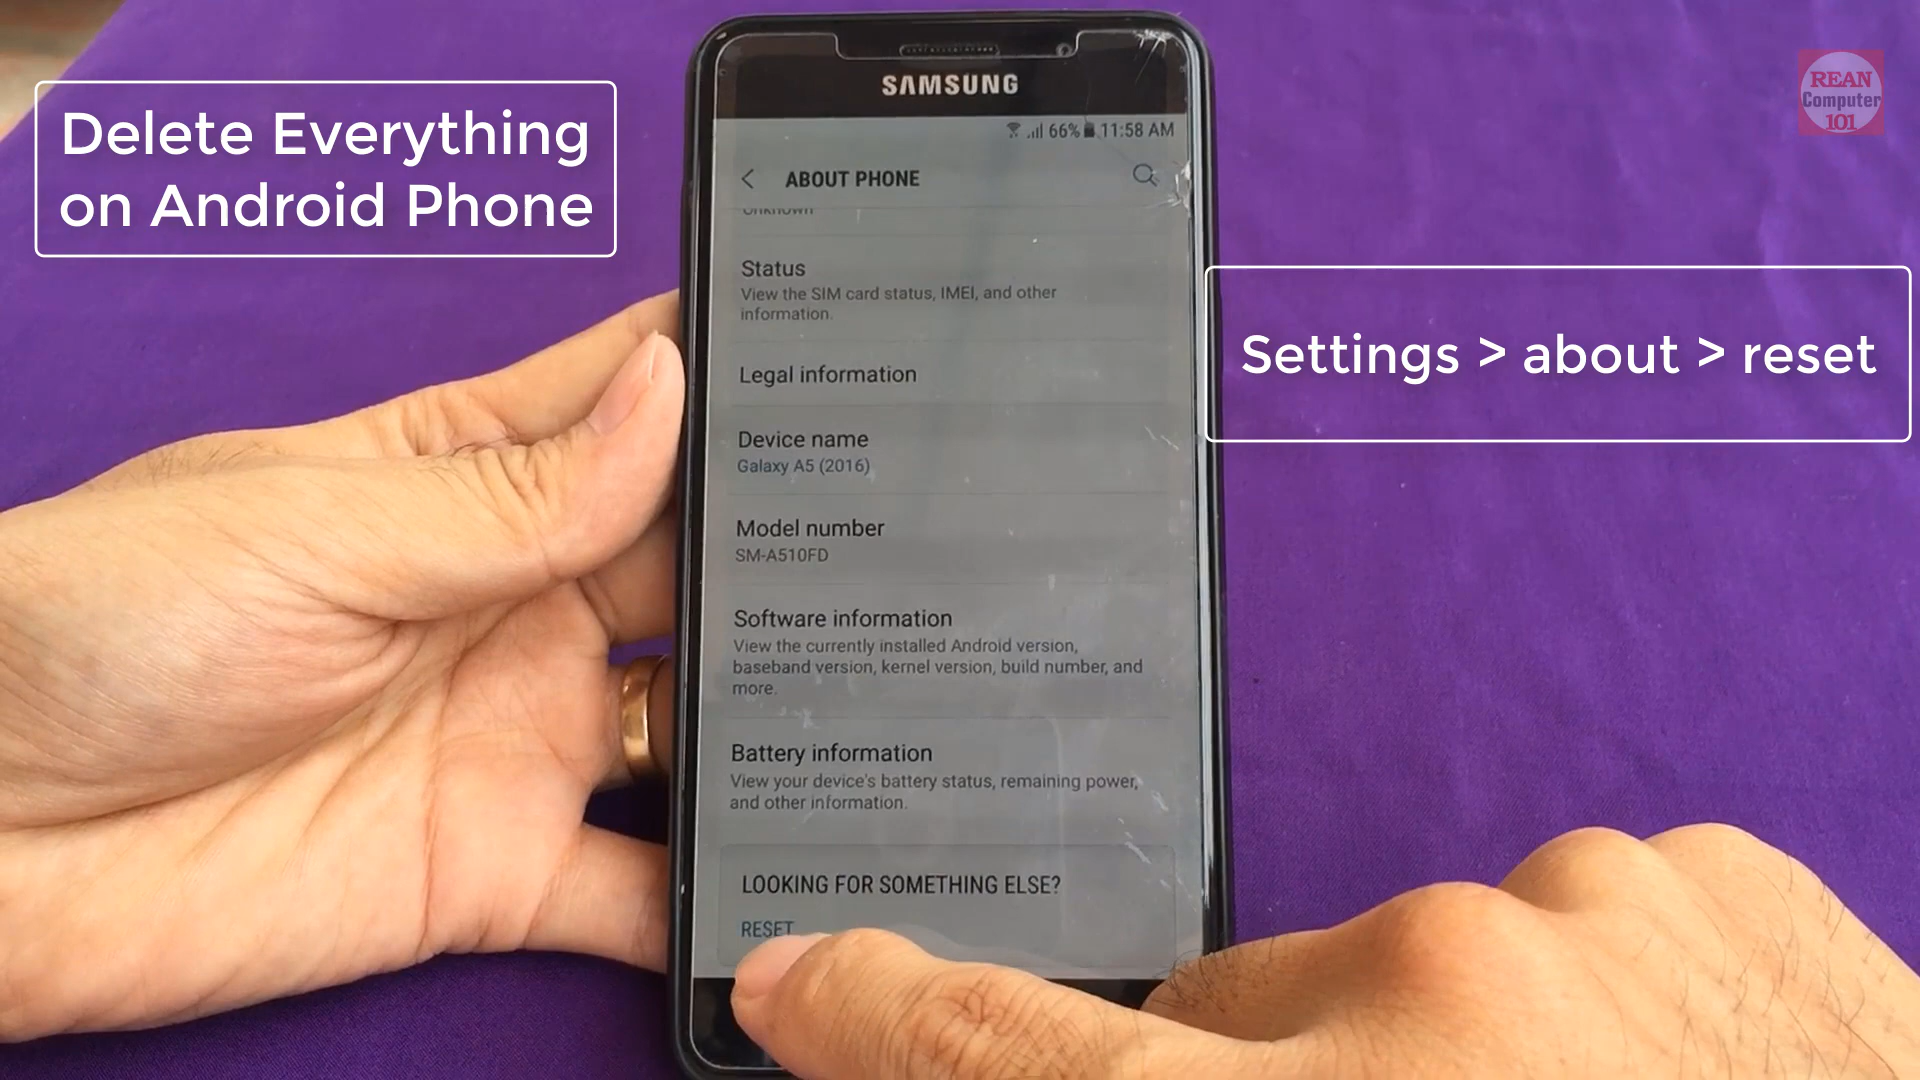 Delete Everything
on Android Phone
REAN
Computer
101
Settings > about > reset
SAMSUNG
66% 11:58 AM
ABOUT PHONE
Unknown
Status
View the SIM card status, IMEI, and other
information.
Legal information
Device name
Galaxy A5 (2016)
Model number
SM-A510FD
Software information
View the currently installed Android version,
baseband version, kernel version, build number, and
more.
Battery information
View your device's battery status, remaining power,
and other information.
LOOKING FOR SOMETHING ELSE?
RESET